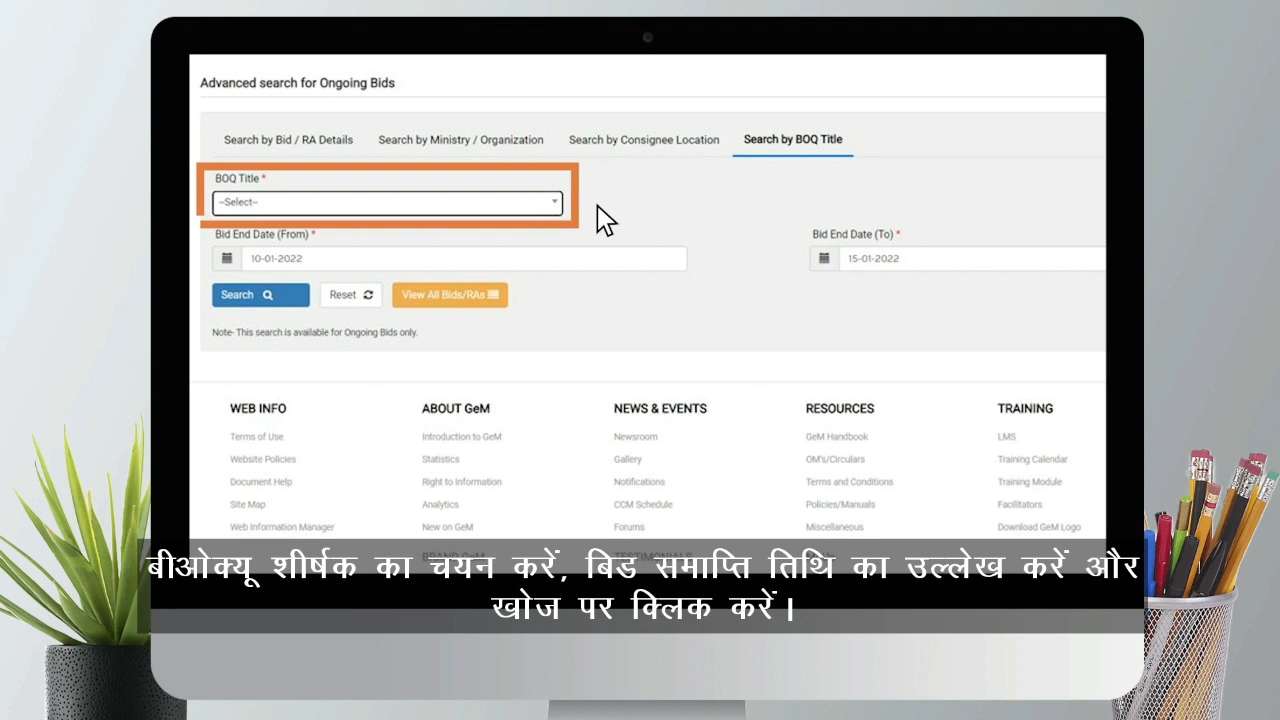 Advanced search for Ongoing Bids
Search by Bid / RA Details Search by Ministry / Organization Search by Consignee Location Search by BOQ Title
BOQ Title *
--Select--
Bid End Date (From) * Bid End Date (To) *
10-01-2022 15-01-2022
Search Reset View All Bids/RAs
Note- This search is available for Ongoing Bids only.
WEB INFO ABOUT GeM NEWS & EVENTS RESOURCES TRAINING
Terms of Use Introduction to GeM Newsroom GeM Handbook LMS
Website Policies Statistics Gallery OM's/Circulars Training Calendar
Document Help Right to Information Notifications Terms and Conditions Training Module
Site Map Analytics CCM Schedule Policies/Manuals Facilitators
Web Information Manager New on GeM Forums Miscellaneous Download GeM Logo
BRAND GeM TESTIMONIALS
बीओक्यू शीर्षक का चयन करें, बिड समाप्ति तिथि का उल्लेख करें और
खोज पर क्लिक करें।